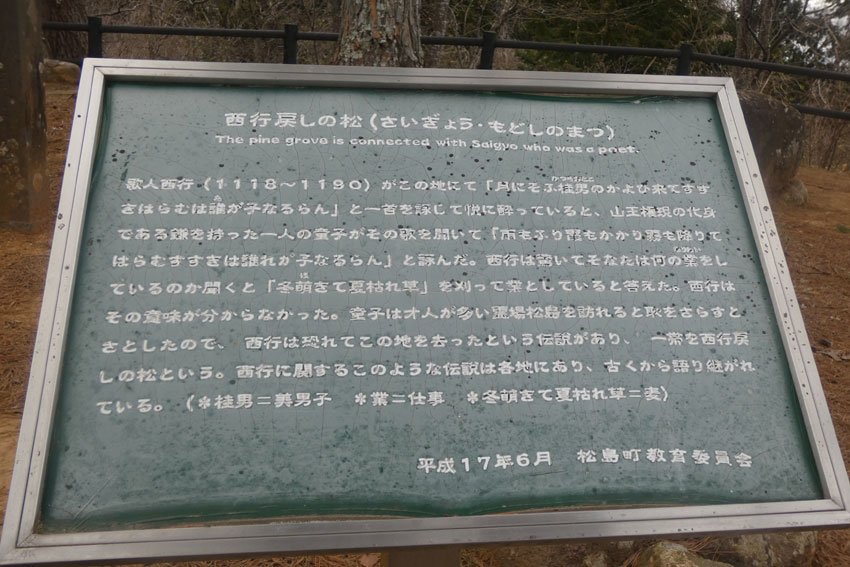 西行戻しの松(さいぎょう・もどしのまつ)
The pine grove is connected with Saigyo who was a poet.
歌人西行(1118〜1190)がこの地にて「月にそふ桂男のかよひ来てすす
きはらむは誰が子なるらん」と一首を詠じて悦に酔っていると、山王権現の化身
である鎌を持った一人の童子がその歌を聞いて「雨もふり霞もかかり霧も降りて
はらむすすきは誰れが子なるらん」と詠んだ。西行は驚いてそなたは何の業をし
ているのか聞くと「冬萌きて夏枯れ草」を刈って業としていると答えた。西行は
その意味が分からなかった。童子は才人が多い霊場松島を訪れると恥をさらすと
さとしたので、 西行は恐れてこの地を去ったという伝説があり、 一帯を西行戻
しの松という。西行に関するこのような伝説は各地にあり、古くから語り継がれ
ている。 (*桂男=美男子 *業=仕事 *冬萌きて夏枯れ草=麦)
平成17年6月 松島町教育委員会